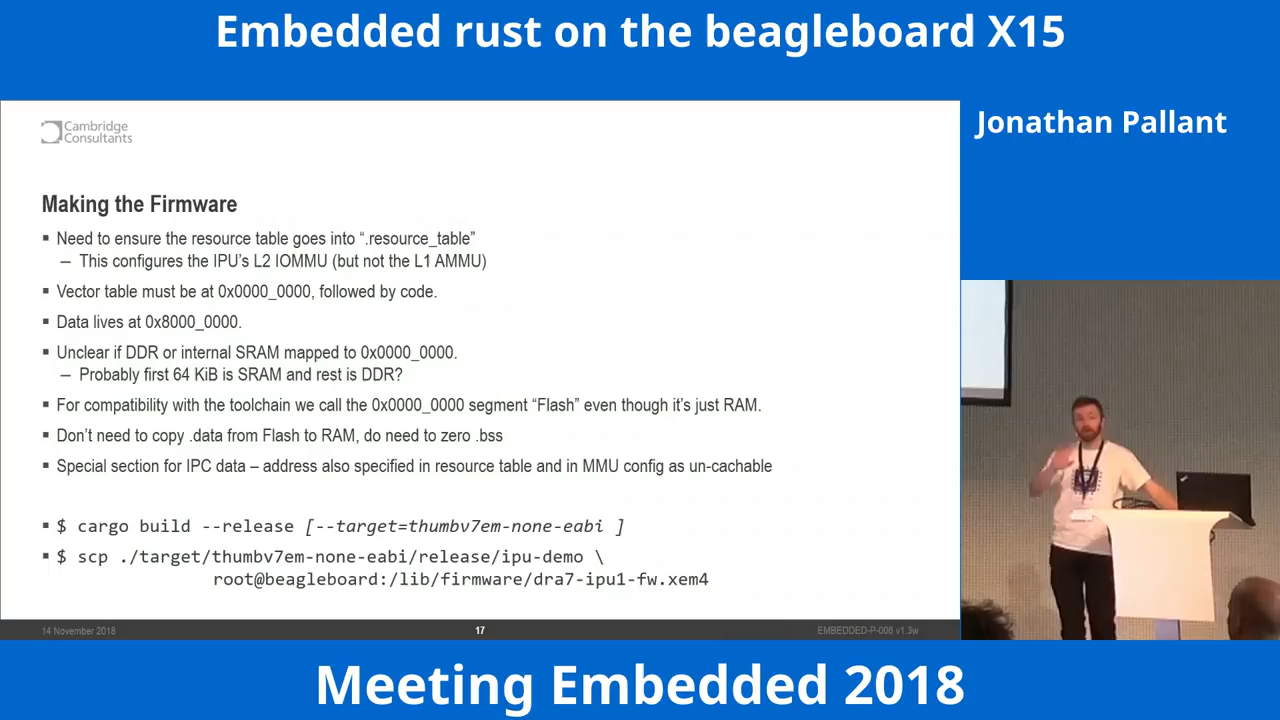 Embedded rust on the beagleboard X15
Jonathan Pallant
Cambridge
Consultants
Making the Firmware
▪ Need to ensure the resource table goes into “.resource_table”
– This configures the IPU’s L2 IOMMU (but not the L1 AMMU)
▪ Vector table must be at 0x0000_0000, followed by code.
▪ Data lives at 0x8000_0000.
▪ Unclear if DDR or internal SRAM mapped to 0x0000_0000.
– Probably first 64 KiB is SRAM and rest is DDR?
▪ For compatibility with the toolchain we call the 0x0000_0000 segment “Flash” even though it’s just RAM.
▪ Don’t need to copy .data from Flash to RAM, do need to zero .bss
▪ Special section for IPC data – address also specified in resource table and in MMU config as un-cachable
▪ $ cargo build --release [--target=thumbv7em-none-eabi ]
▪ $ scp ./target/thumbv7em-none-eabi/release/ipu-demo \
root@beagleboard:/lib/firmware/dra7-ipu1-fw.xem4
14 November 2018
17
EMBEDDED-P-006 v1.3w
Meeting Embedded 2018